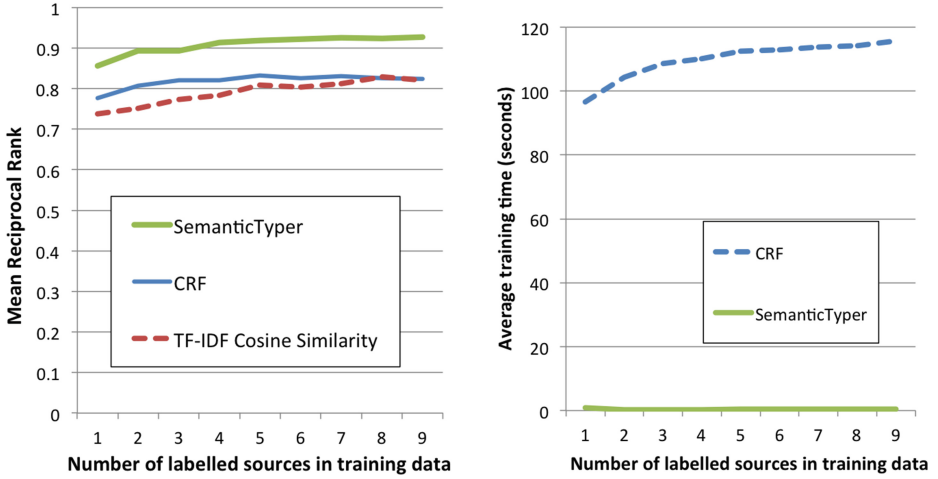 Mean Reciprocal Rank
1
0.9
0.8
0.7
0.6
0.5
0.4
0.3
0.2
0.1
0
SemanticTyper
CRF
TF-IDF Cosine Similarity
1 2 3 4 5 6 7 8 9
Number of labelled sources in training data
Average training time (seconds)
120
100
80
60
40
20
0
CRF
SemanticTyper
1 2 3 4 5 6 7 8 9
Number of labelled sources in training data